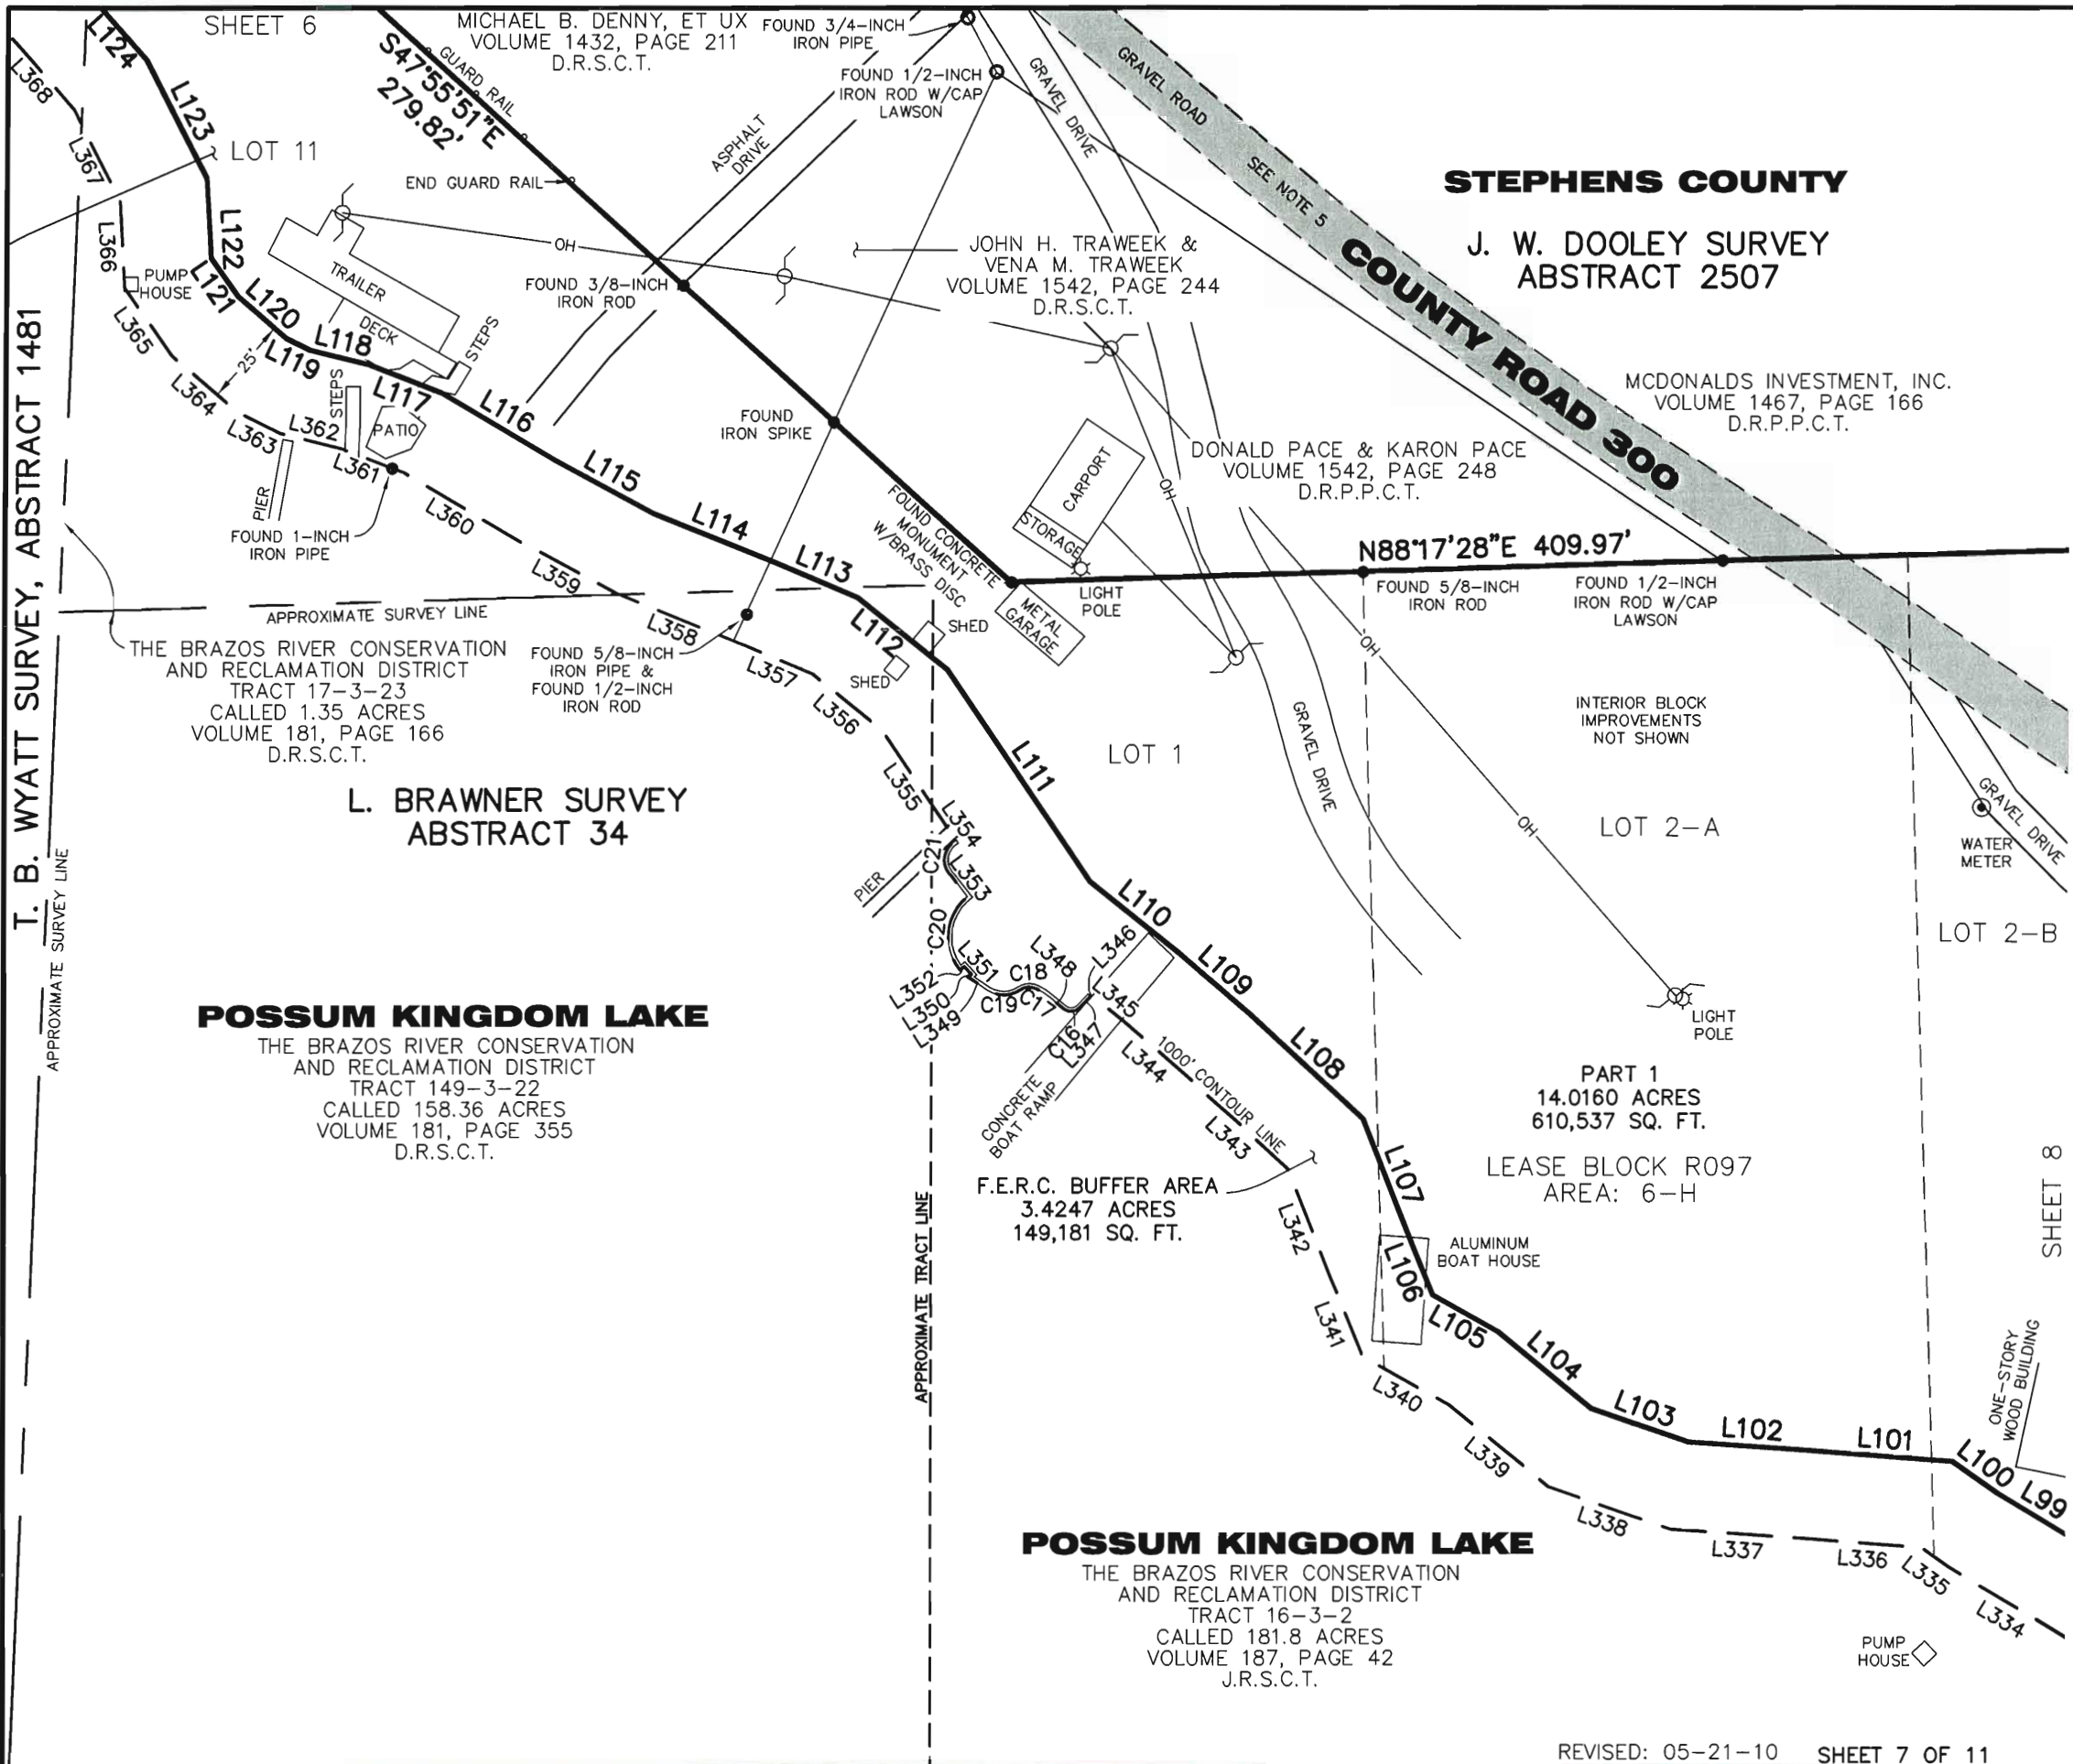 SHEET 6
MICHAEL B. DENNY, ET UX
VOLUME 1432, PAGE 211
D.R.S.C.T.
FOUND 3/4-INCH
IRON PIPE
FOUND 1/2-INCH
IRON ROD W/CAP
LAWSON
S47°55'51"E
279.82'
GUARD RAIL
END GUARD RAIL
ASPHALT
DRIVE
GRAVEL DRIVE
GRAVEL ROAD
SEE NOTE 5
COUNTY ROAD 300
STEPHENS COUNTY
J. W. DOOLEY SURVEY
ABSTRACT 2507
MCDONALDS INVESTMENT, INC.
VOLUME 1467, PAGE 166
D.R.P.P.C.T.
JOHN H. TRAWEEK &
VENA M. TRAWEEK
VOLUME 1542, PAGE 244
D.R.S.C.T.
DONALD PACE & KARON PACE
VOLUME 1542, PAGE 248
D.R.P.P.C.T.
L124
L123
L122
L121
L120
L119
L118
L117
L116
L115
L114
L113
L112
L111
L110
L109
L108
L107
L106
L105
L104
L103
L102
L101
L100
L99
L368
L367
L366
L365
L364
L363
L362
L361
L360
L359
L358
L357
L356
L355
L354
C21
L353
C20
L352
L351
L350
L349
C19
C18
C17
L348
C16
L347
L346
L345
L344
L343
L342
L341
L340
L339
L338
L337
L336
L335
L334
LOT 11
PUMP
HOUSE
TRAILER
DECK
STEPS
STEPS
PATIO
25'
PIER
OH
FOUND 3/8-INCH
IRON ROD
FOUND
IRON SPIKE
FOUND 1-INCH
IRON PIPE
FOUND CONCRETE
MONUMENT
W/BRASS DISC
CARPORT
STORAGE
LIGHT
POLE
METAL
GARAGE
SHED
SHED
N88°17'28"E 409.97'
FOUND 5/8-INCH
IRON ROD
FOUND 1/2-INCH
IRON ROD W/CAP
LAWSON
OH
OH
OH
GRAVEL DRIVE
INTERIOR BLOCK
IMPROVEMENTS
NOT SHOWN
T. B. WYATT SURVEY, ABSTRACT 1481
APPROXIMATE SURVEY LINE
APPROXIMATE SURVEY LINE
THE BRAZOS RIVER CONSERVATION
AND RECLAMATION DISTRICT
TRACT 17-3-23
CALLED 1.35 ACRES
VOLUME 181, PAGE 166
D.R.S.C.T.
FOUND 5/8-INCH
IRON PIPE &
FOUND 1/2-INCH
IRON ROD
L. BRAWNER SURVEY
ABSTRACT 34
LOT 1
LOT 2-A
LOT 2-B
GRAVEL DRIVE
WATER
METER
PIER
POSSUM KINGDOM LAKE
THE BRAZOS RIVER CONSERVATION
AND RECLAMATION DISTRICT
TRACT 149-3-22
CALLED 158.36 ACRES
VOLUME 181, PAGE 355
D.R.S.C.T.
CONCRETE
BOAT RAMP
1000' CONTOUR LINE
LIGHT
POLE
PART 1
14.0160 ACRES
610,537 SQ. FT.
LEASE BLOCK R097
AREA: 6-H
F.E.R.C. BUFFER AREA
3.4247 ACRES
149,181 SQ. FT.
APPROXIMATE TRACT LINE
ALUMINUM
BOAT HOUSE
SHEET 8
ONE-STORY
WOOD BUILDING
POSSUM KINGDOM LAKE
THE BRAZOS RIVER CONSERVATION
AND RECLAMATION DISTRICT
TRACT 16-3-2
CALLED 181.8 ACRES
VOLUME 187, PAGE 42
J.R.S.C.T.
PUMP
HOUSE
REVISED: 05-21-10 SHEET 7 OF 11